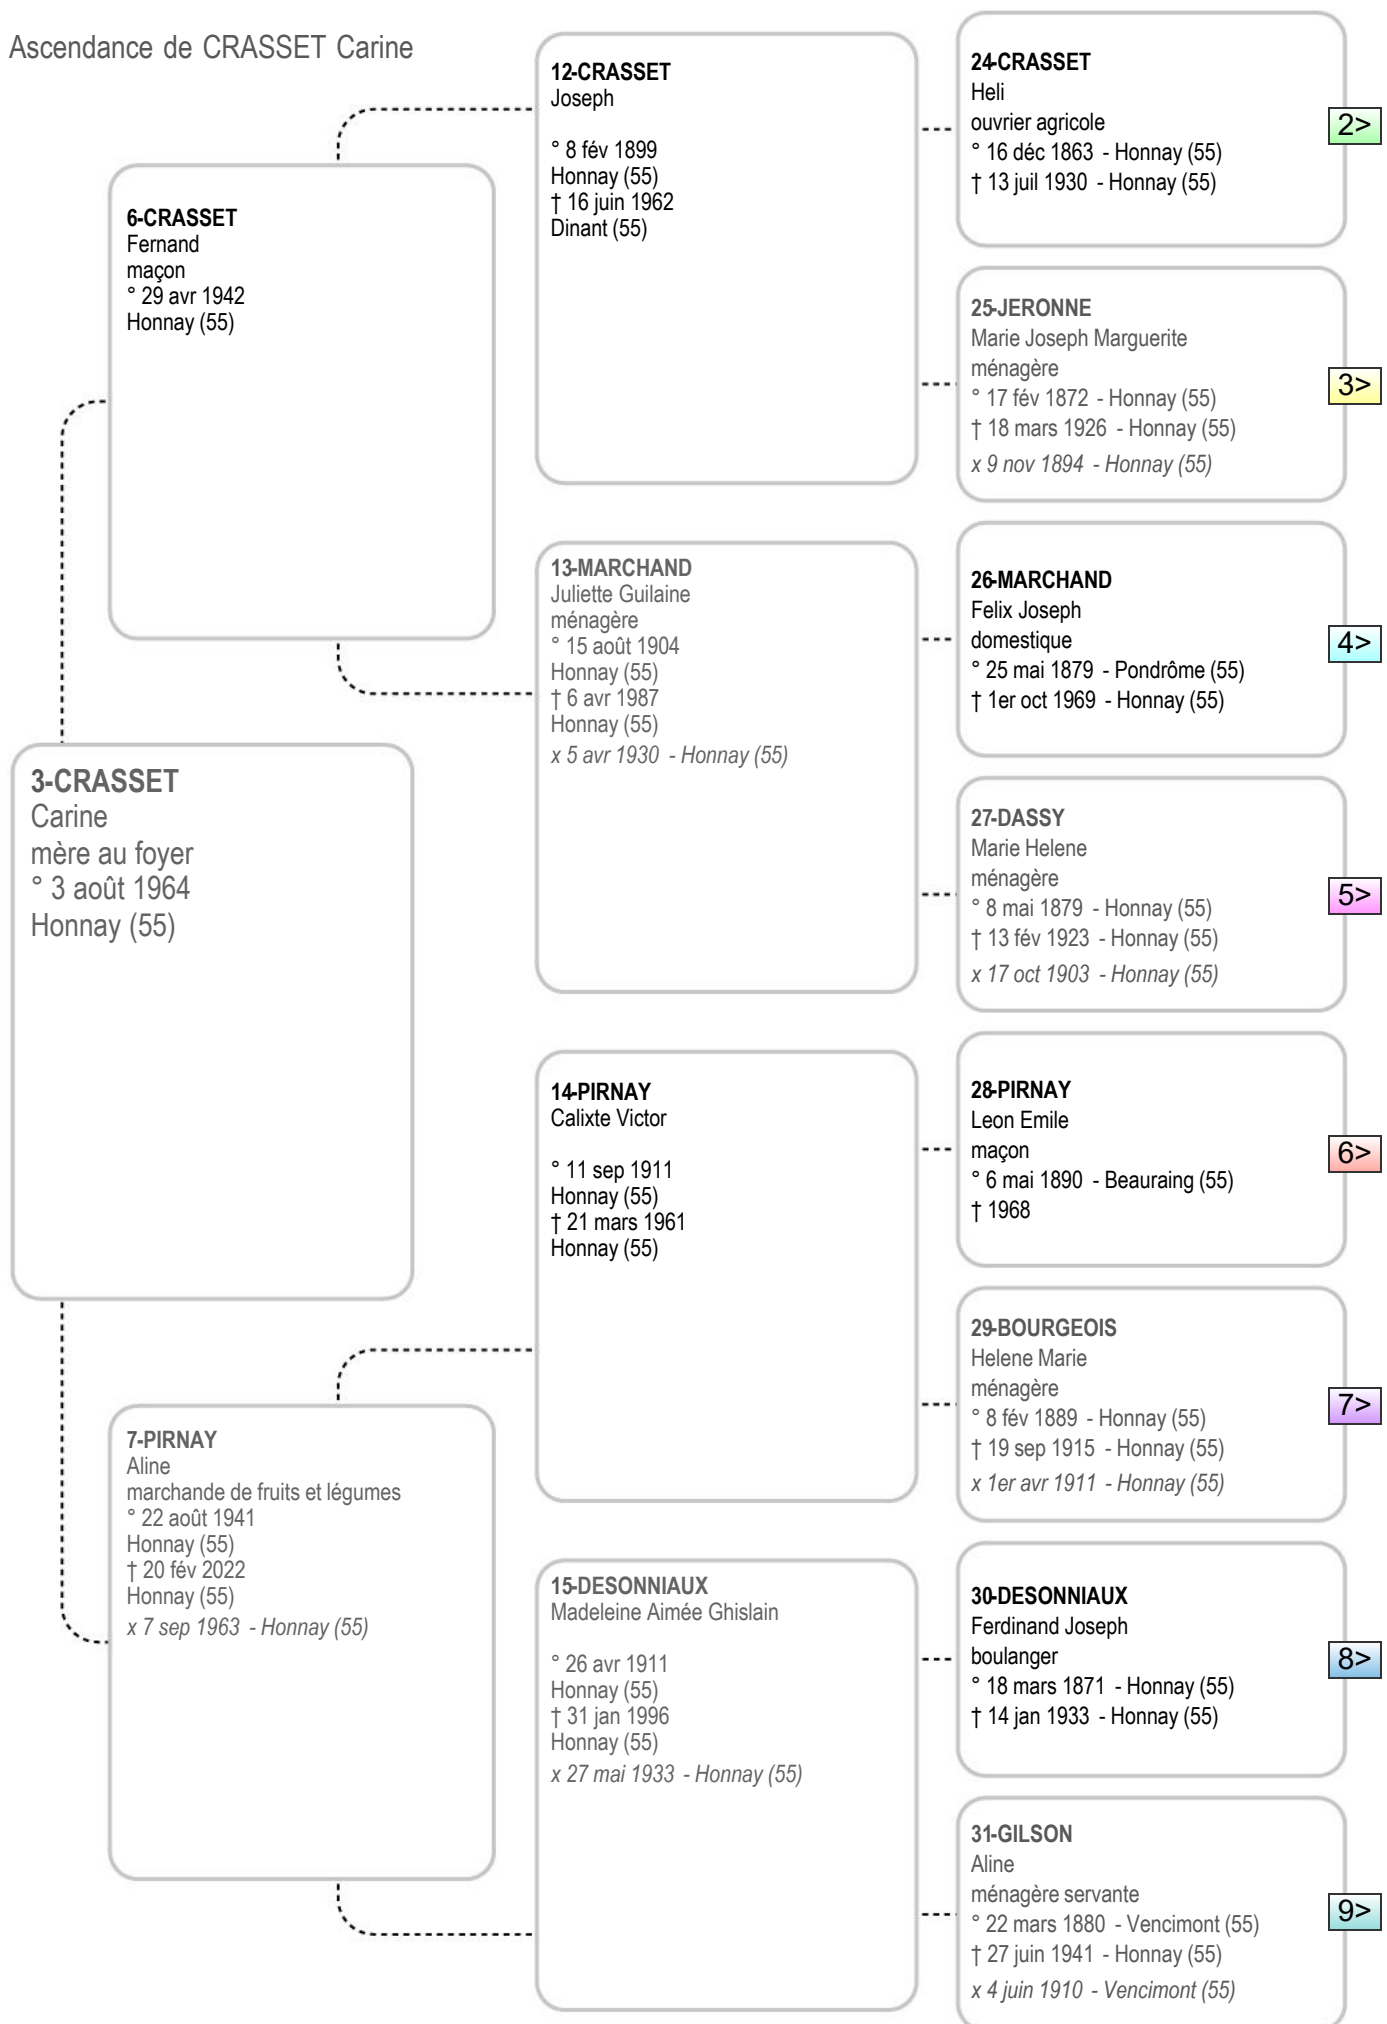 Ascendance de CRASSET Carine
3-CRASSET
Carine
mère au foyer
° 3 août 1964
Honnay (55)
6-CRASSET
Fernand
maçon
° 29 avr 1942
Honnay (55)
7-PIRNAY
Aline
marchande de fruits et légumes
° 22 août 1941
Honnay (55)
† 20 fév 2022
Honnay (55)
x 7 sep 1963 - Honnay (55)
12-CRASSET
Joseph
° 8 fév 1899
Honnay (55)
† 16 juin 1962
Dinant (55)
13-MARCHAND
Juliette Guilaine
ménagère
° 15 août 1904
Honnay (55)
† 6 avr 1987
Honnay (55)
x 5 avr 1930 - Honnay (55)
14-PIRNAY
Calixte Victor
° 11 sep 1911
Honnay (55)
† 21 mars 1961
Honnay (55)
15-DESONNIAUX
Madeleine Aimée Ghislain
° 26 avr 1911
Honnay (55)
† 31 jan 1996
Honnay (55)
x 27 mai 1933 - Honnay (55)
24-CRASSET
Heli
ouvrier agricole
° 16 déc 1863 - Honnay (55)
† 13 juil 1930 - Honnay (55)
2>
25-JERONNE
Marie Joseph Marguerite
ménagère
° 17 fév 1872 - Honnay (55)
† 18 mars 1926 - Honnay (55)
x 9 nov 1894 - Honnay (55)
3>
26-MARCHAND
Felix Joseph
domestique
° 25 mai 1879 - Pondrôme (55)
† 1er oct 1969 - Honnay (55)
4>
27-DASSY
Marie Helene
ménagère
° 8 mai 1879 - Honnay (55)
† 13 fév 1923 - Honnay (55)
x 17 oct 1903 - Honnay (55)
5>
28-PIRNAY
Leon Emile
maçon
° 6 mai 1890 - Beauraing (55)
† 1968
6>
29-BOURGEOIS
Helene Marie
ménagère
° 8 fév 1889 - Honnay (55)
† 19 sep 1915 - Honnay (55)
x 1er avr 1911 - Honnay (55)
7>
30-DESONNIAUX
Ferdinand Joseph
boulanger
° 18 mars 1871 - Honnay (55)
† 14 jan 1933 - Honnay (55)
8>
31-GILSON
Aline
ménagère servante
° 22 mars 1880 - Vencimont (55)
† 27 juin 1941 - Honnay (55)
x 4 juin 1910 - Vencimont (55)
9>